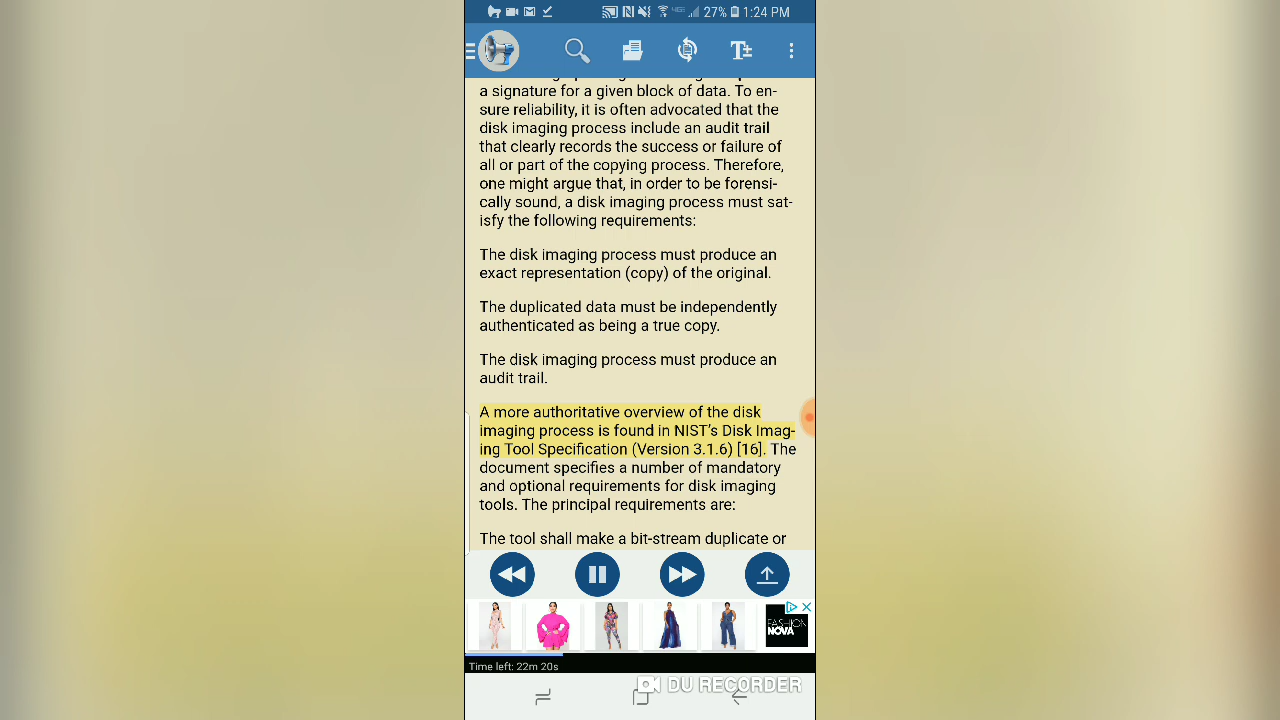 27% 1:24 PM
T±
a signature for a given block of data. To en-
sure reliability, it is often advocated that the
disk imaging process include an audit trail
that clearly records the success or failure of
all or part of the copying process. Therefore,
one might argue that, in order to be forensi-
cally sound, a disk imaging process must sat-
isfy the following requirements:
The disk imaging process must produce an
exact representation (copy) of the original.
The duplicated data must be independently
authenticated as being a true copy.
The disk imaging process must produce an
audit trail.
A more authoritative overview of the disk
imaging process is found in NIST's Disk Imag-
ing Tool Specification (Version 3.1.6) [16]. The
document specifies a number of mandatory
and optional requirements for disk imaging
tools. The principal requirements are:
The tool shall make a bit-stream duplicate or
FASHION
NOVA
Time left: 22m 20s
DU RECORDER